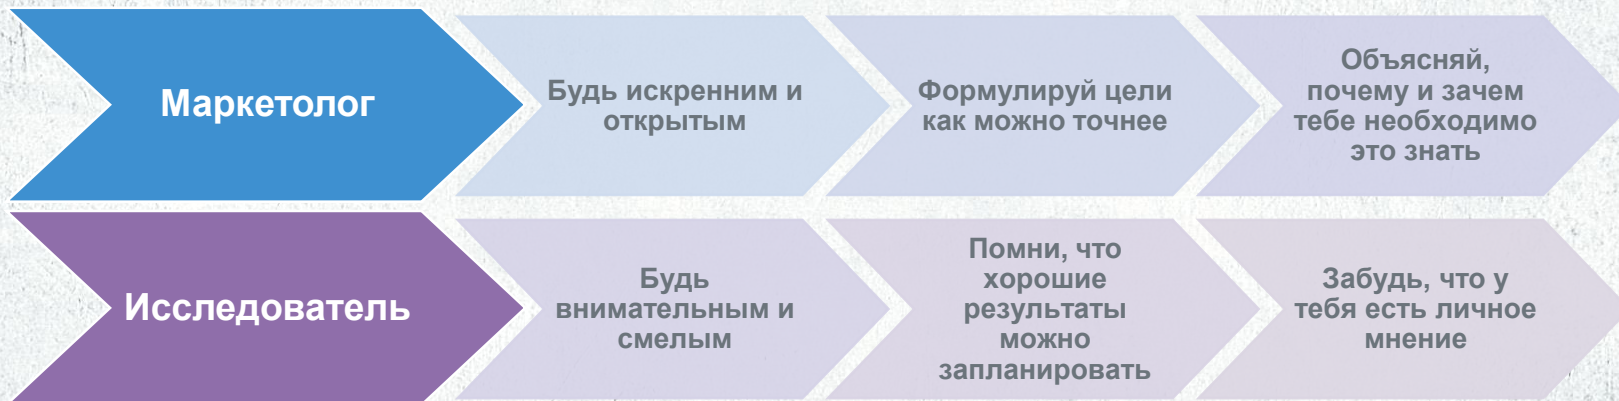 Маркетолог
Будь искренним и
открытым
Формулируй цели
как можно точнее
Объясняй,
почему и зачем
тебе необходимо
это знать
Исследователь
Будь
внимательным и
смелым
Помни, что
хорошие
результаты
можно
запланировать
Забудь, что у
тебя есть личное
мнение